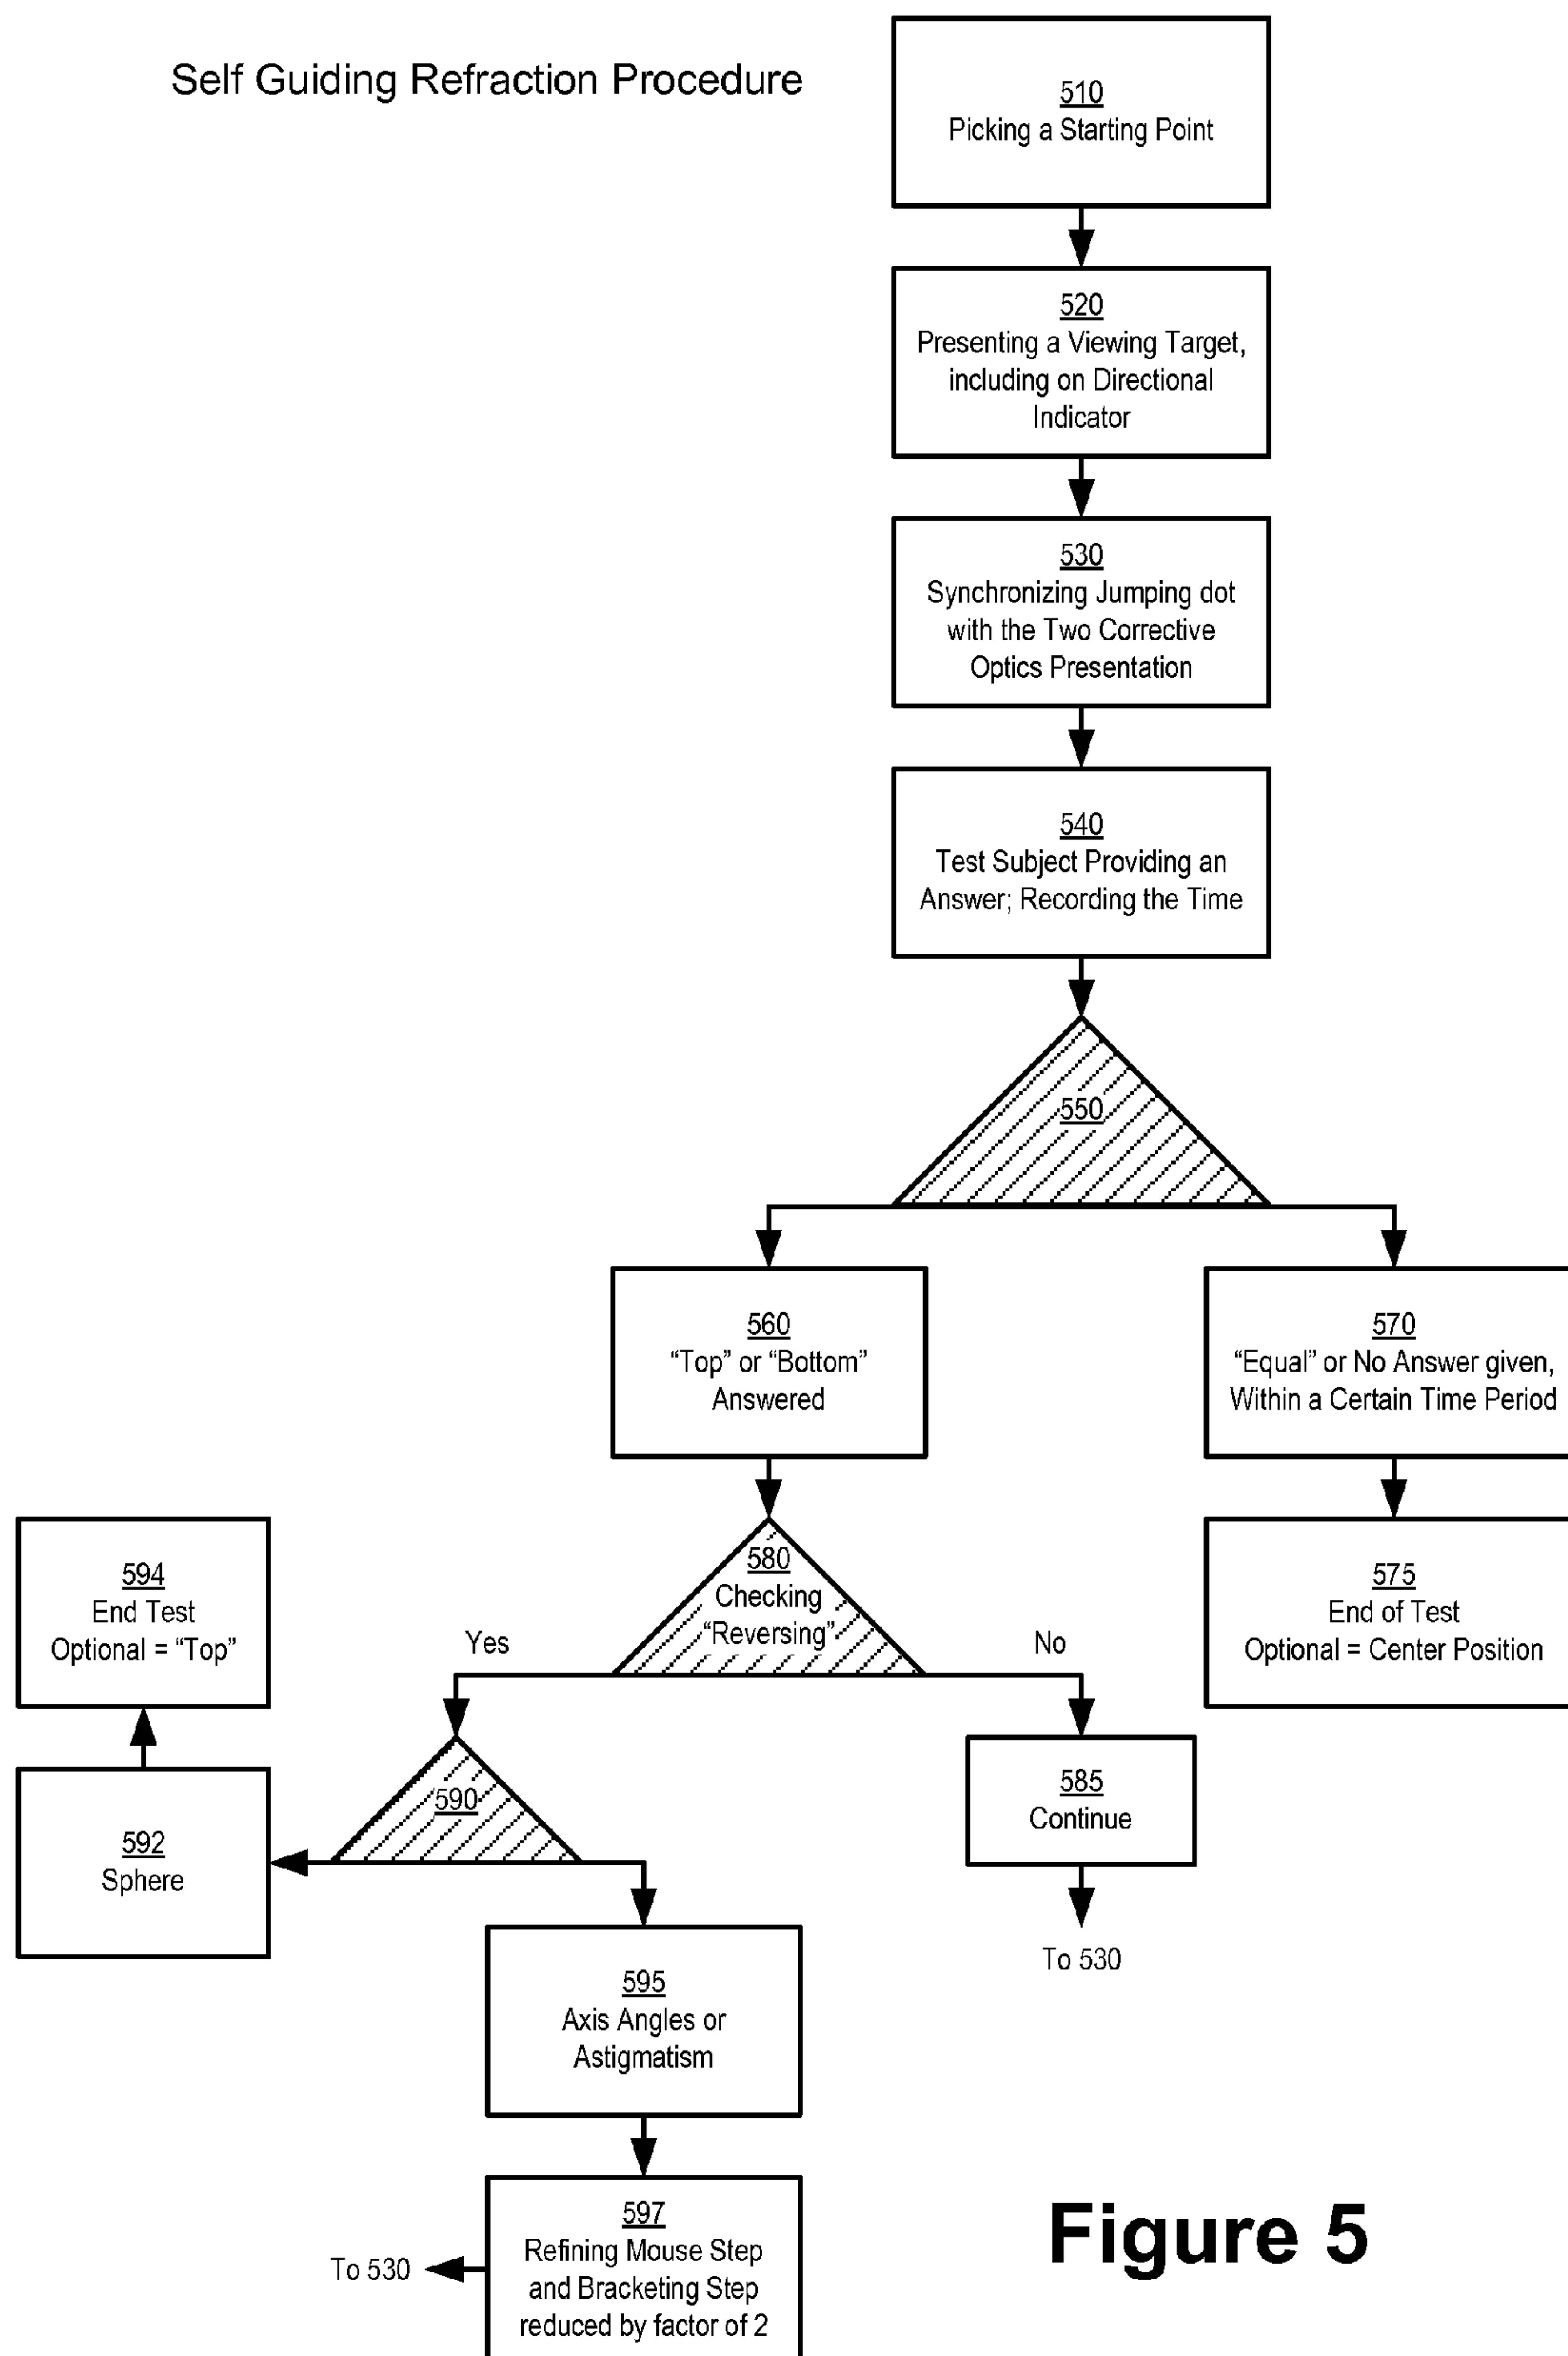 Self Guiding Refraction Procedure
510
Picking a Starting Point
520
Presenting a Viewing Target,
including on Directional
Indicator
530
Synchronizing Jumping dot
with the Two Corrective
Optics Presentation
540
Test Subject Providing an
Answer; Recording the Time
550
560
“Top” or “Bottom”
Answered
570
“Equal” or No Answer given,
Within a Certain Time Period
575
End of Test
Optional = Center Position
580
Checking
“Reversing”
Yes
No
594
End Test
Optional = “Top”
592
Sphere
590
585
Continue
To 530
595
Axis Angles or
Astigmatism
597
Refining Mouse Step
and Bracketing Step
reduced by factor of 2
To 530
Figure 5